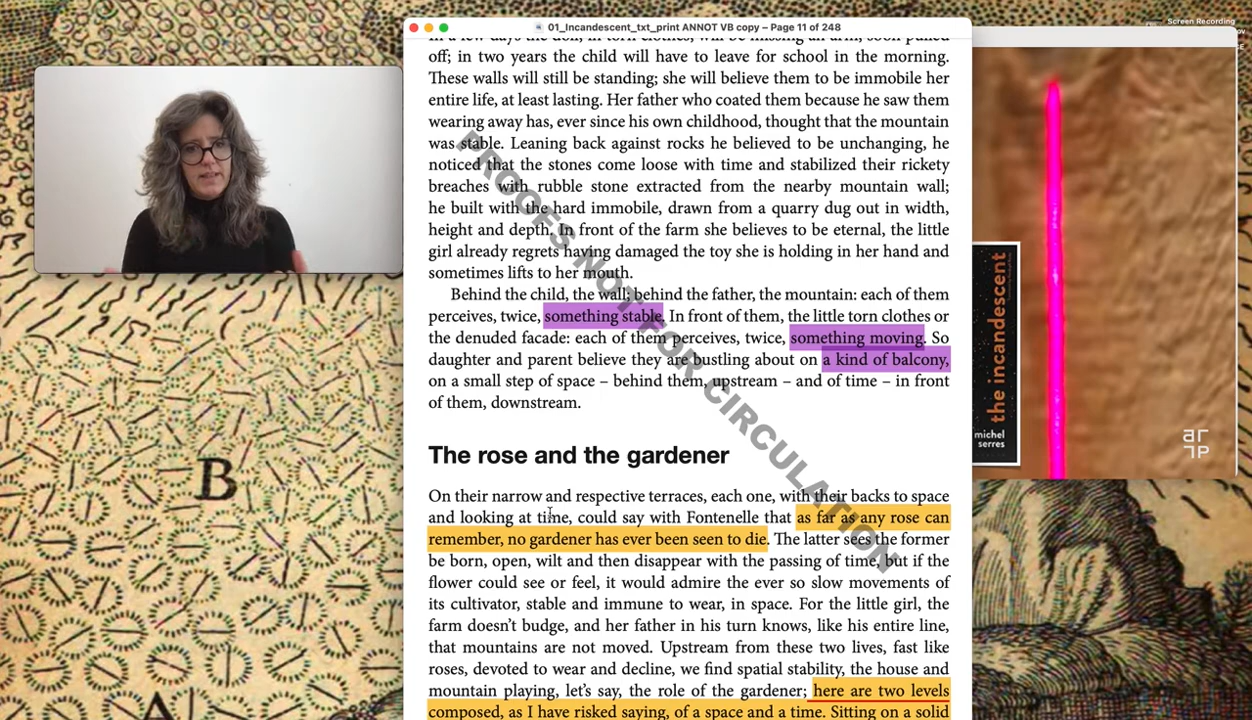 01_Incandescent_txt_print ANNOT VB copy – Page 11 of 248
Screen Recording
In a few days the doll, in torn clothes, will be missing an arm, soon pulled
off; in two years the child will have to leave for school in the morning.
These walls will still be standing; she will believe them to be immobile her
entire life, at least lasting. Her father who coated them because he saw them
wearing away has, ever since his own childhood, thought that the mountain
was stable. Leaning back against rocks he believed to be unchanging, he
noticed that the stones come loose with time and stabilized their rickety
breaches with rubble stone extracted from the nearby mountain wall;
he built with the hard immobile, drawn from a quarry dug out in width,
height and depth. In front of the farm she believes to be eternal, the little
girl already regrets having damaged the toy she is holding in her hand and
sometimes lifts to her mouth.
Behind the child, the wall; behind the father, the mountain: each of them
perceives, twice, something stable. In front of them, the little torn clothes or
the denuded facade: each of them perceives, twice, something moving. So
daughter and parent believe they are bustling about on a kind of balcony,
on a small step of space – behind them, upstream – and of time – in front
of them, downstream.
The rose and the gardener
On their narrow and respective terraces, each one, with their backs to space
and looking at time, could say with Fontenelle that as far as any rose can
remember, no gardener has ever been seen to die. The latter sees the former
be born, open, wilt and then disappear with the passing of time, but if the
flower could see or feel, it would admire the ever so slow movements of
its cultivator, stable and immune to wear, in space. For the little girl, the
farm doesn't budge, and her father in his turn knows, like his entire line,
that mountains are not moved. Upstream from these two lives, fast like
roses, devoted to wear and decline, we find spatial stability, the house and
mountain playing, let's say, the role of the gardener; here are two levels
composed, as I have risked saying, of a space and a time. Sitting on a solid
PROOFS NOT FOR CIRCULATION
the incandescent
michel
serres
B
A